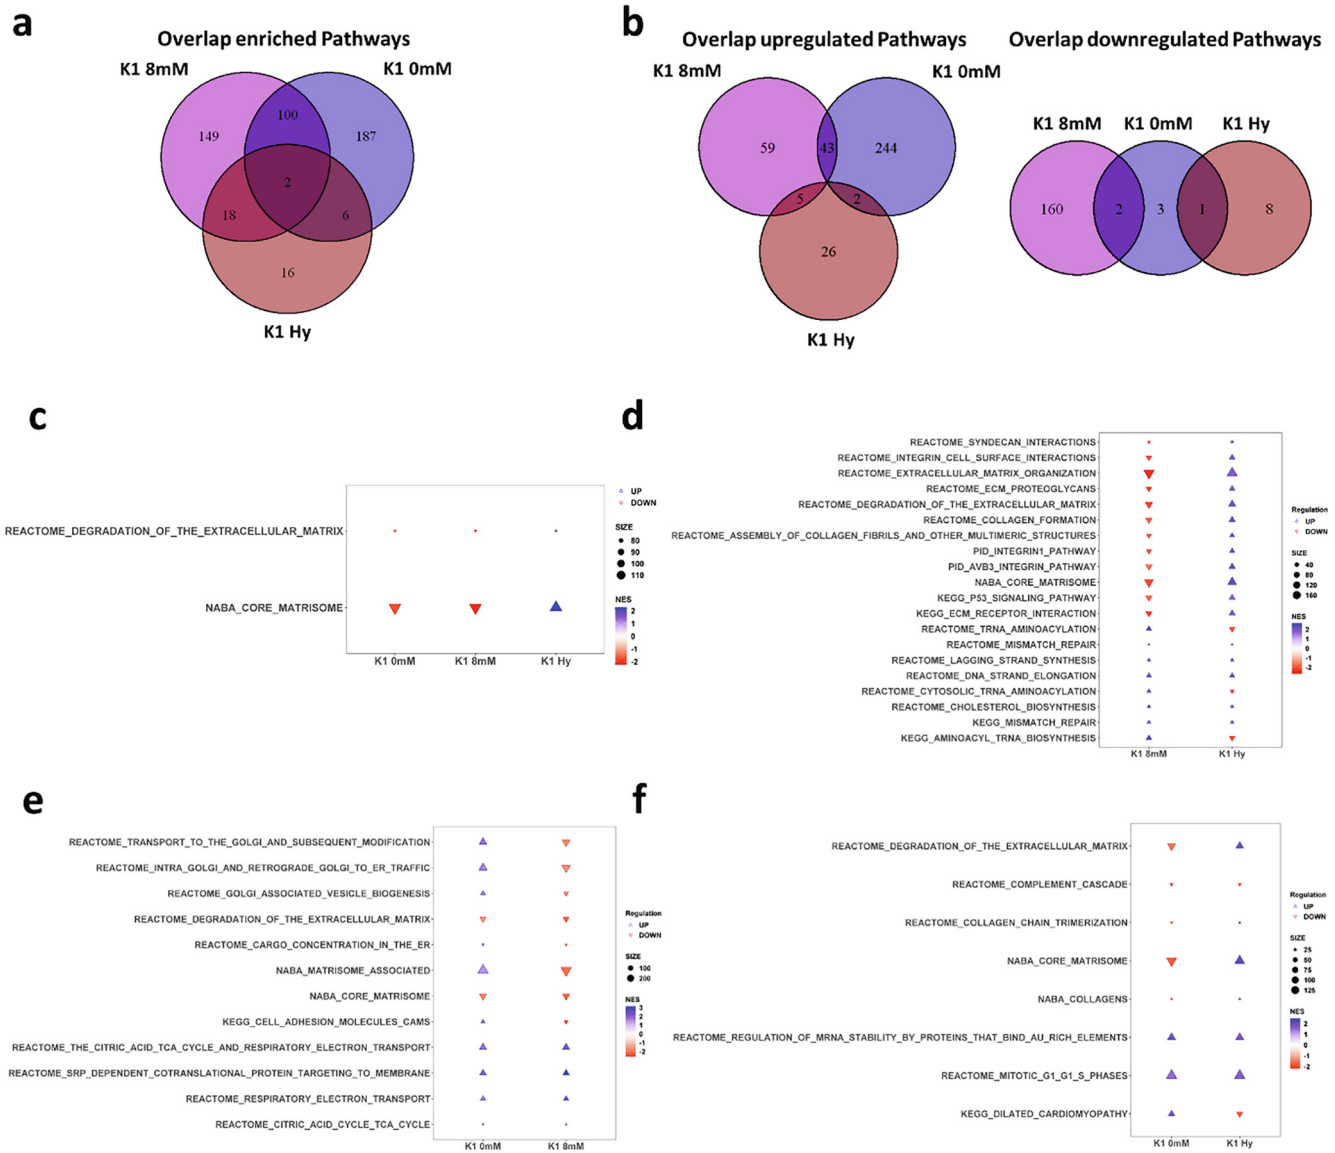 a
Overlap enriched Pathways
K1 8mM
K1 0mM
100
149
187
2
18
6
16
K1 Hy
b
Overlap upregulated Pathways
K1 8mM
K1 0mM
59
43
244
5
2
26
K1 Hy
Overlap downregulated Pathways
K1 8mM
K1 0mM
K1 Hy
160
2
3
1
8
c
REACTOME_DEGRADATION_OF_THE_EXTRACELLULAR_MATRIX
NABA_CORE_MATRISOME
K1 0mM
K1 8mM
K1 Hy
UP
DOWN
SIZE
80
90
100
110
NES
2
1
0
-1
-2
d
REACTOME_SYNDECAN_INTERACTIONS
REACTOME_INTEGRIN_CELL_SURFACE_INTERACTIONS
REACTOME_EXTRACELLULAR_MATRIX_ORGANIZATION
REACTOME_ECM_PROTEOGLYCANS
REACTOME_DEGRADATION_OF_THE_EXTRACELLULAR_MATRIX
REACTOME_COLLAGEN_FORMATION
REACTOME_ASSEMBLY_OF_COLLAGEN_FIBRILS_AND_OTHER_MULTIMERIC_STRUCTURES
PID_INTEGRIN1_PATHWAY
PID_AVB3_INTEGRIN_PATHWAY
NABA_CORE_MATRISOME
KEGG_P53_SIGNALING_PATHWAY
KEGG_ECM_RECEPTOR_INTERACTION
REACTOME_TRNA_AMINOACYLATION
REACTOME_MISMATCH_REPAIR
REACTOME_LAGGING_STRAND_SYNTHESIS
REACTOME_DNA_STRAND_ELONGATION
REACTOME_CYTOSOLIC_TRNA_AMINOACYLATION
REACTOME_CHOLESTEROL_BIOSYNTHESIS
KEGG_MISMATCH_REPAIR
KEGG_AMINOACYL_TRNA_BIOSYNTHESIS
K1 8mM
K1 Hy
Regulation
UP
DOWN
SIZE
40
80
120
160
NES
2
1
0
-1
-2
e
REACTOME_TRANSPORT_TO_THE_GOLGI_AND_SUBSEQUENT_MODIFICATION
REACTOME_INTRA_GOLGI_AND_RETROGRADE_GOLGI_TO_ER_TRAFFIC
REACTOME_GOLGI_ASSOCIATED_VESICLE_BIOGENESIS
REACTOME_DEGRADATION_OF_THE_EXTRACELLULAR_MATRIX
REACTOME_CARGO_CONCENTRATION_IN_THE_ER
NABA_MATRISOME_ASSOCIATED
NABA_CORE_MATRISOME
KEGG_CELL_ADHESION_MOLECULES_CAMS
REACTOME_THE_CITRIC_ACID_TCA_CYCLE_AND_RESPIRATORY_ELECTRON_TRANSPORT
REACTOME_SRP_DEPENDENT_COTRANSLATIONAL_PROTEIN_TARGETING_TO_MEMBRANE
REACTOME_RESPIRATORY_ELECTRON_TRANSPORT
REACTOME_CITRIC_ACID_CYCLE_TCA_CYCLE
K1 0mM
K1 8mM
Regulation
UP
DOWN
SIZE
100
200
NES
3
2
1
0
-1
-2
f
REACTOME_DEGRADATION_OF_THE_EXTRACELLULAR_MATRIX
REACTOME_COMPLEMENT_CASCADE
REACTOME_COLLAGEN_CHAIN_TRIMERIZATION
NABA_CORE_MATRISOME
NABA_COLLAGENS
REACTOME_REGULATION_OF_MRNA_STABILITY_BY_PROTEINS_THAT_BIND_AU_RICH_ELEMENTS
REACTOME_MITOTIC_G1_G1_S_PHASES
KEGG_DILATED_CARDIOMYOPATHY
K1 0mM
K1 Hy
Regulation
UP
DOWN
SIZE
25
50
75
100
125
NES
2
1
0
-1
-2